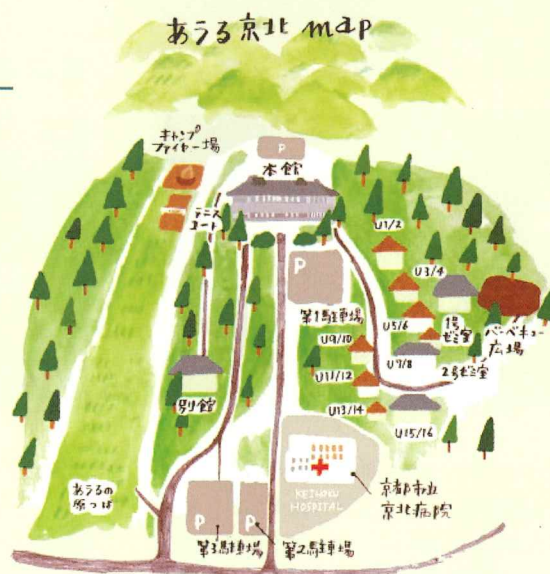 あうる京北 map
キャンプ
ファイヤー場
P
本館
テニス
コート
U1/2
U3/4
P
第1駐車場
U5/6
1号
ゼミ室
バーベキュー
広場
U9/10
U7/8
2号ゼミ室
U11/12
別館
U13/14
U15/16
KEIHOKU
HOSPITAL
京都市立
京北病院
あうるの
原っぱ
P
P
第3駐車場
第2駐車場